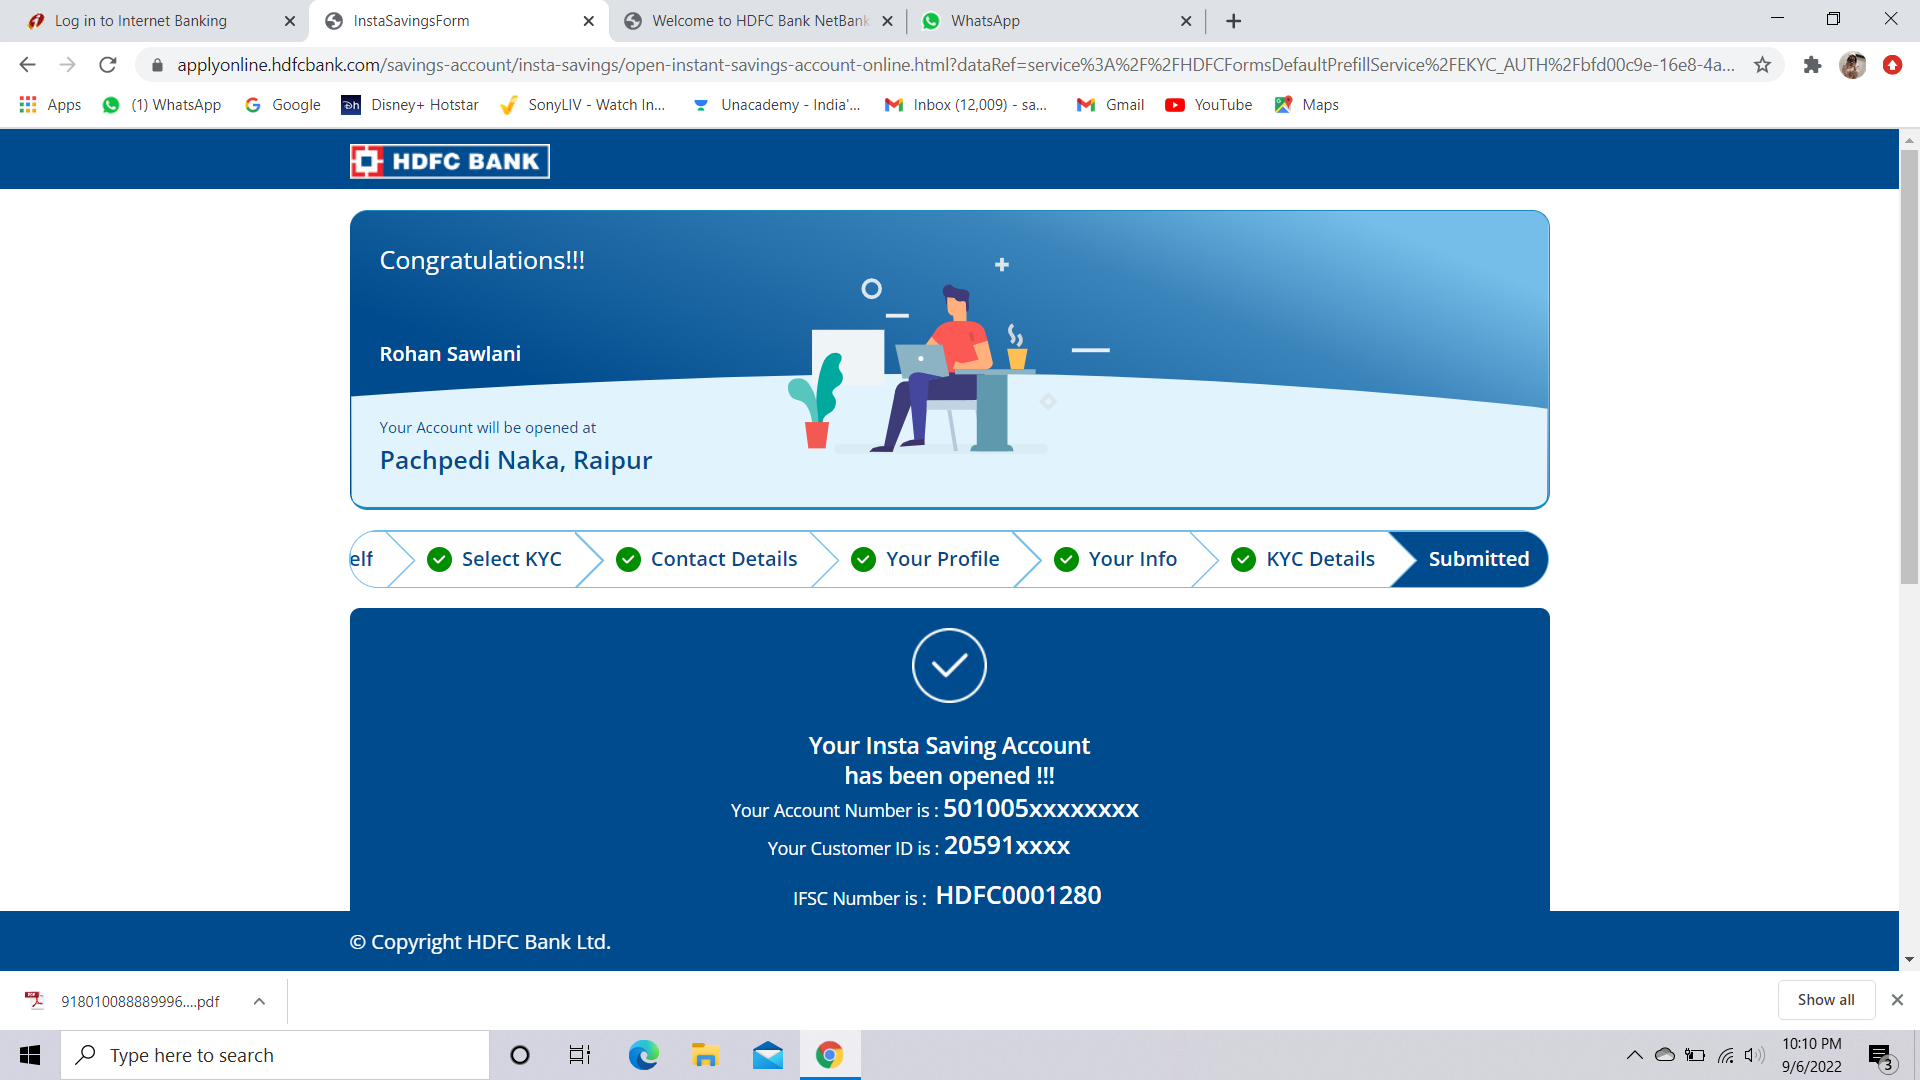 Log in to Internet Banking
InstaSavingsForm
Welcome to HDFC Bank NetBank
WhatsApp
applyonline.hdfcbank.com/savings-account/insta-savings/open-instant-savings-account-online.html?dataRef=service%3A%2F%2FHDFCFormsDefaultPrefillService%2FEKYC_AUTH%2Fbfd00c9e-16e8-4a...
Apps
(1) WhatsApp
Google
Disney+ Hotstar
SonyLIV - Watch In...
Unacademy - India'...
Inbox (12,009) - sa...
Gmail
YouTube
Maps
HDFC BANK
Congratulations!!!
Rohan Sawlani
Your Account will be opened at
Pachpedi Naka, Raipur
elf
Select KYC
Contact Details
Your Profile
Your Info
KYC Details
Submitted
Your Insta Saving Account
has been opened !!!
Your Account Number is : 501005xxxxxxxx
Your Customer ID is : 20591xxxx
IFSC Number is : HDFC0001280
© Copyright HDFC Bank Ltd.
918010088889996....pdf
Show all
Type here to search
10:10 PM
9/6/2022
3